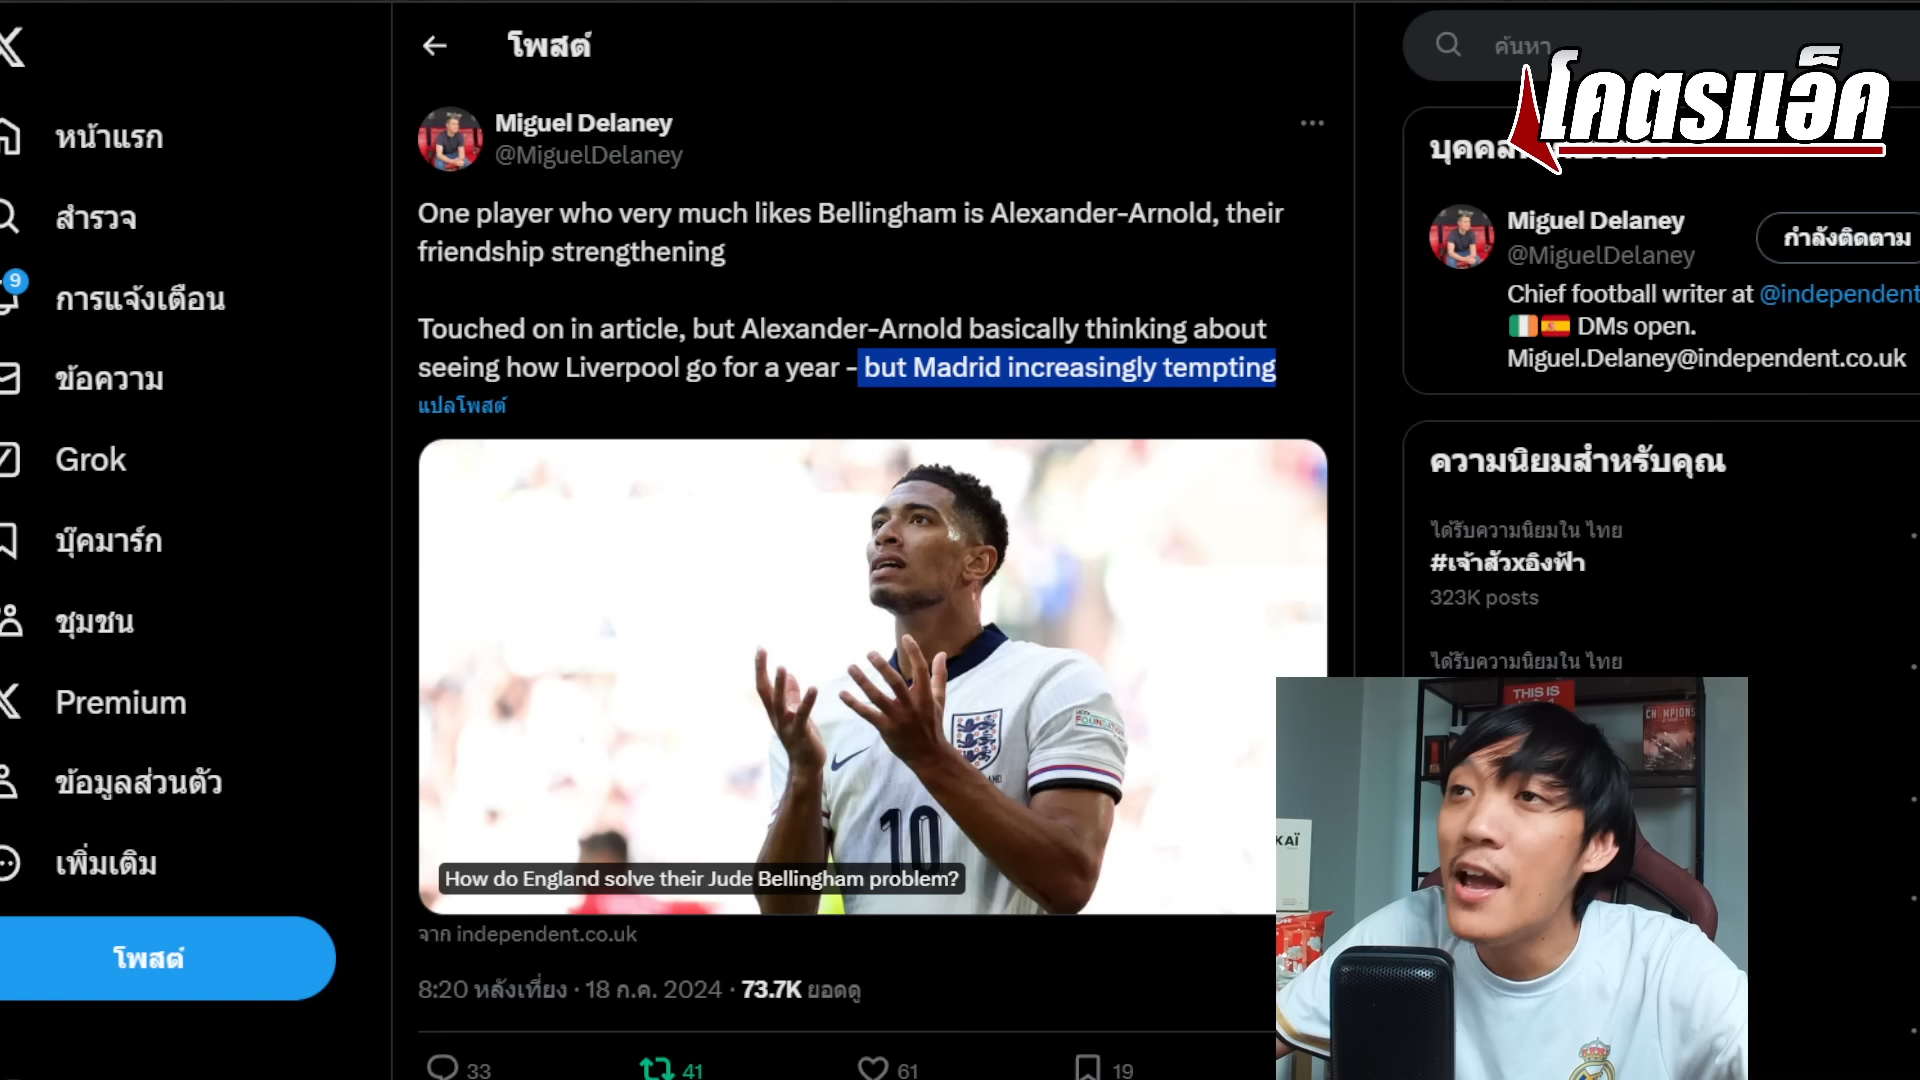 โพสต์
Miguel Delaney
@MiguelDelaney
One player who very much likes Bellingham is Alexander-Arnold, their
friendship strengthening
Touched on in article, but Alexander-Arnold basically thinking about
seeing how Liverpool go for a year - but Madrid increasingly tempting
แปลโพสต์
FOUNDATION
10
How do England solve their Jude Bellingham problem?
จาก independent.co.uk
8:20 หลังเที่ยง · 18 ก.ค. 2024 · 73.7K ยอดดู
33
41
61
19
หน้าแรก
สำรวจ
9
การแจ้งเตือน
ข้อความ
Grok
บุ๊คมาร์ก
ชุมชน
Premium
ข้อมูลส่วนตัว
เพิ่มเติม
โพสต์
ค้นหา
โคตรแอ็ค
Miguel Delaney
@MiguelDelaney
กำลังติดตาม
Chief football writer at @independent
DMs open.
Miguel.Delaney@independent.co.uk
ความนิยมสำหรับคุณ
ได้รับความนิยมใน ไทย
#เจ้าสัวxอิงฟ้า
323K posts
ได้รับความนิยมใน ไทย
THIS IS
CHAMPIONS
KAÏ